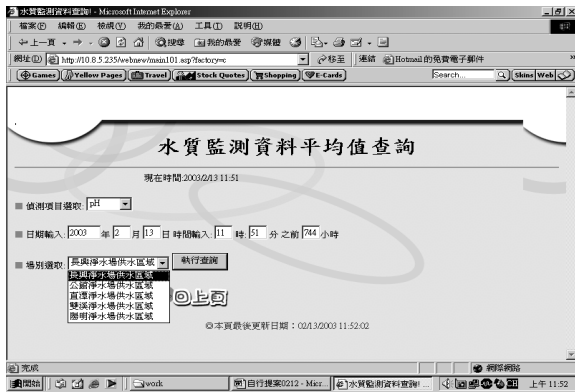 水質監測資料查詢! - Microsoft Internet Explorer
檔案(F) 編輯(E) 檢視(V) 我的最愛(A) 工具(T) 說明(H)
上一頁 搜尋 我的最愛 媒體
網址(D) http://10.8.5.235/webnew/main101.asp?factory=c 移至 連結 Hotmail 的免費電子郵件
Games Yellow Pages Travel Stock Quotes Shopping E-Cards Search... Skins Web
水質監測資料平均值查詢
現在時間:2003/2/13 11:51
偵測項目選取: pH
日期輸入: 2003 年 2 月 13 日 時間輸入: 11 時: 51 分 之前 744 小時
場別選取: 長興淨水場供水區域 執行查詢
長興淨水場供水區域
公館淨水場供水區域
直潭淨水場供水區域
雙溪淨水場供水區域
陽明淨水場供水區域
回上頁
◎本頁最後更新日期：02/13/2003 11:52:02
完成 網際網路
開始 work 自行提案0212 - Micr... 水質監測資料查詢! ... 上午 11:52